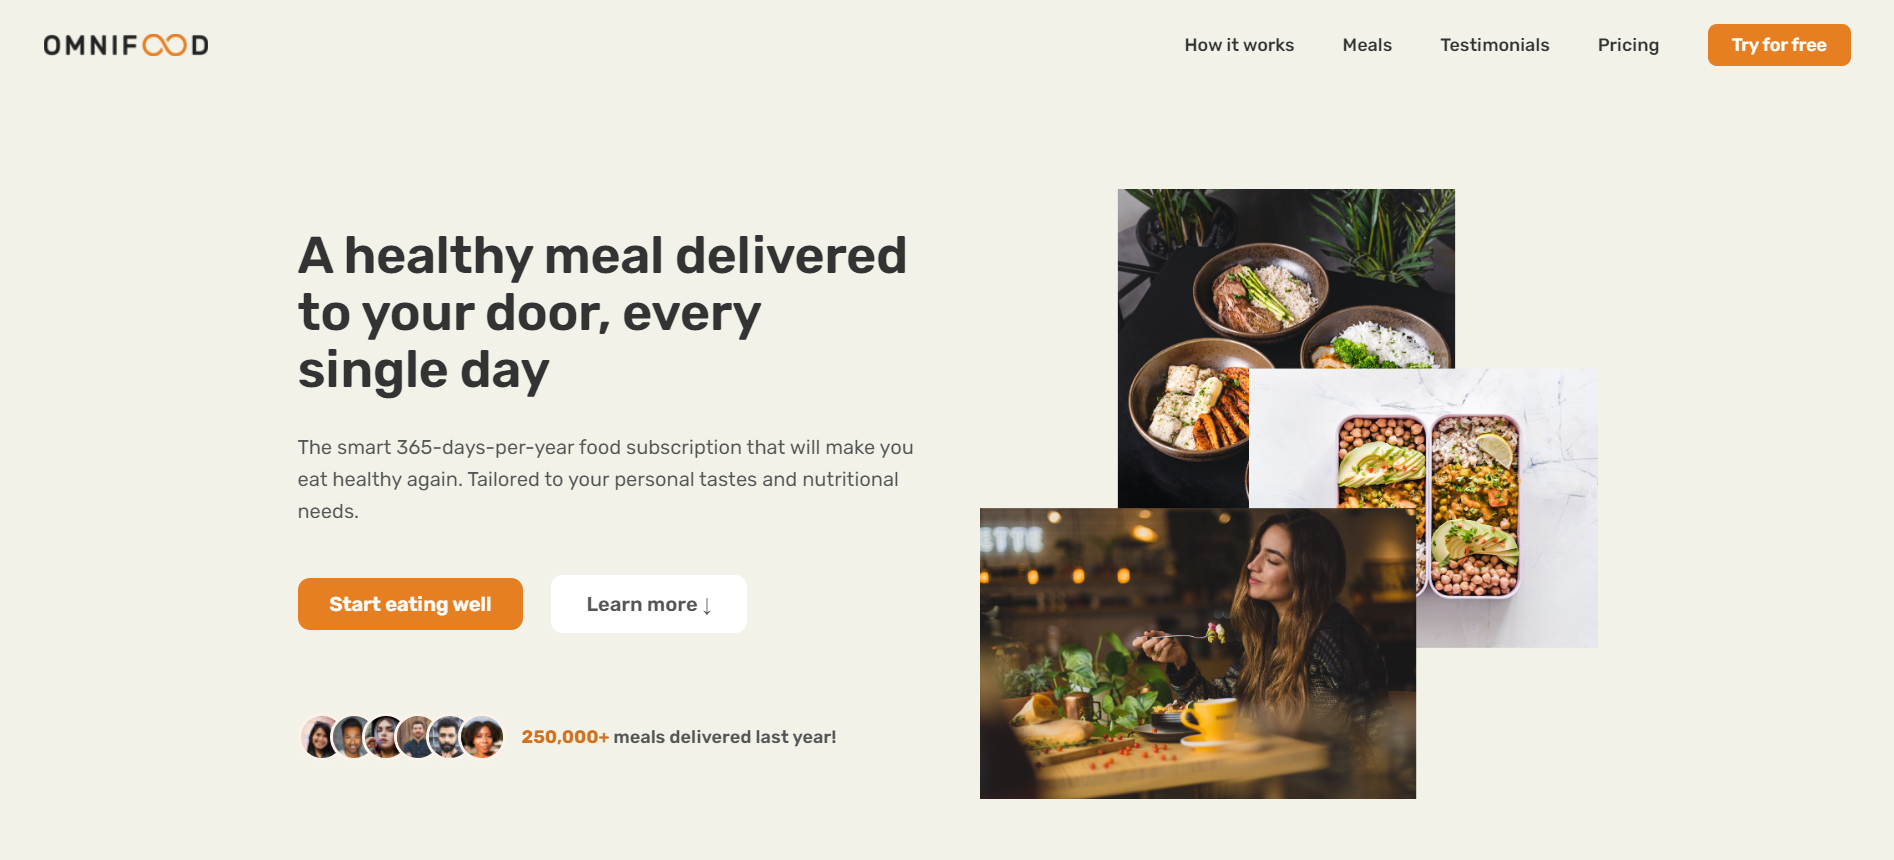 OMNIFOOD
How it works
Meals
Testimonials
Pricing
Try for free
A healthy meal delivered
to your door, every
single day
The smart 365-days-per-year food subscription that will make you
eat healthy again. Tailored to your personal tastes and nutritional
needs.
Start eating well
Learn more ↓
250,000+ meals delivered last year!
ETTE